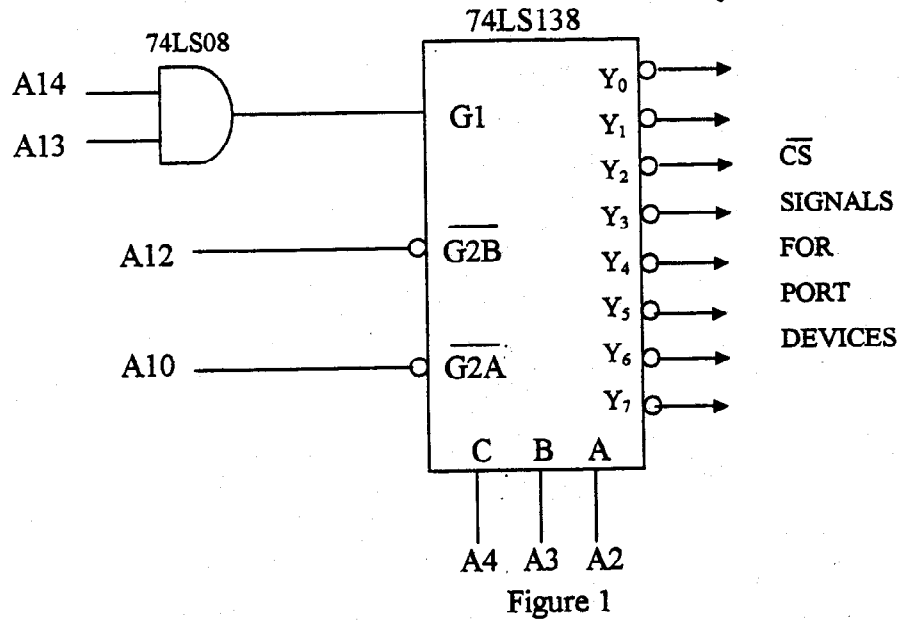 74LS138
74LS08
A14
A13
A12
A10
G1
G2B
G2A
Y₀
Y₁
Y₂
Y₃
Y₄
Y₅
Y₆
Y₇
CS
SIGNALS
FOR
PORT
DEVICES
C B A
A4 A3 A2
Figure 1